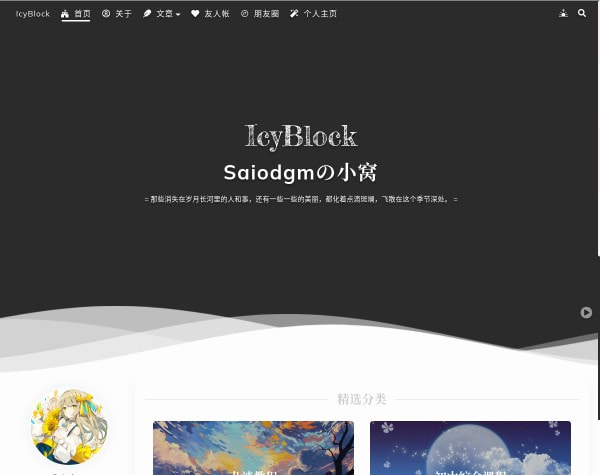 IcyBlock 首页 关于 文章 友人帐 朋友圈 个人主页
IcyBlock
Saiodgmの小窝
= 那些消失在岁月长河里的人和事，还有一些一些的美丽，都化着点滴斑斓，飞散在这个季节深处。 =
精选分类